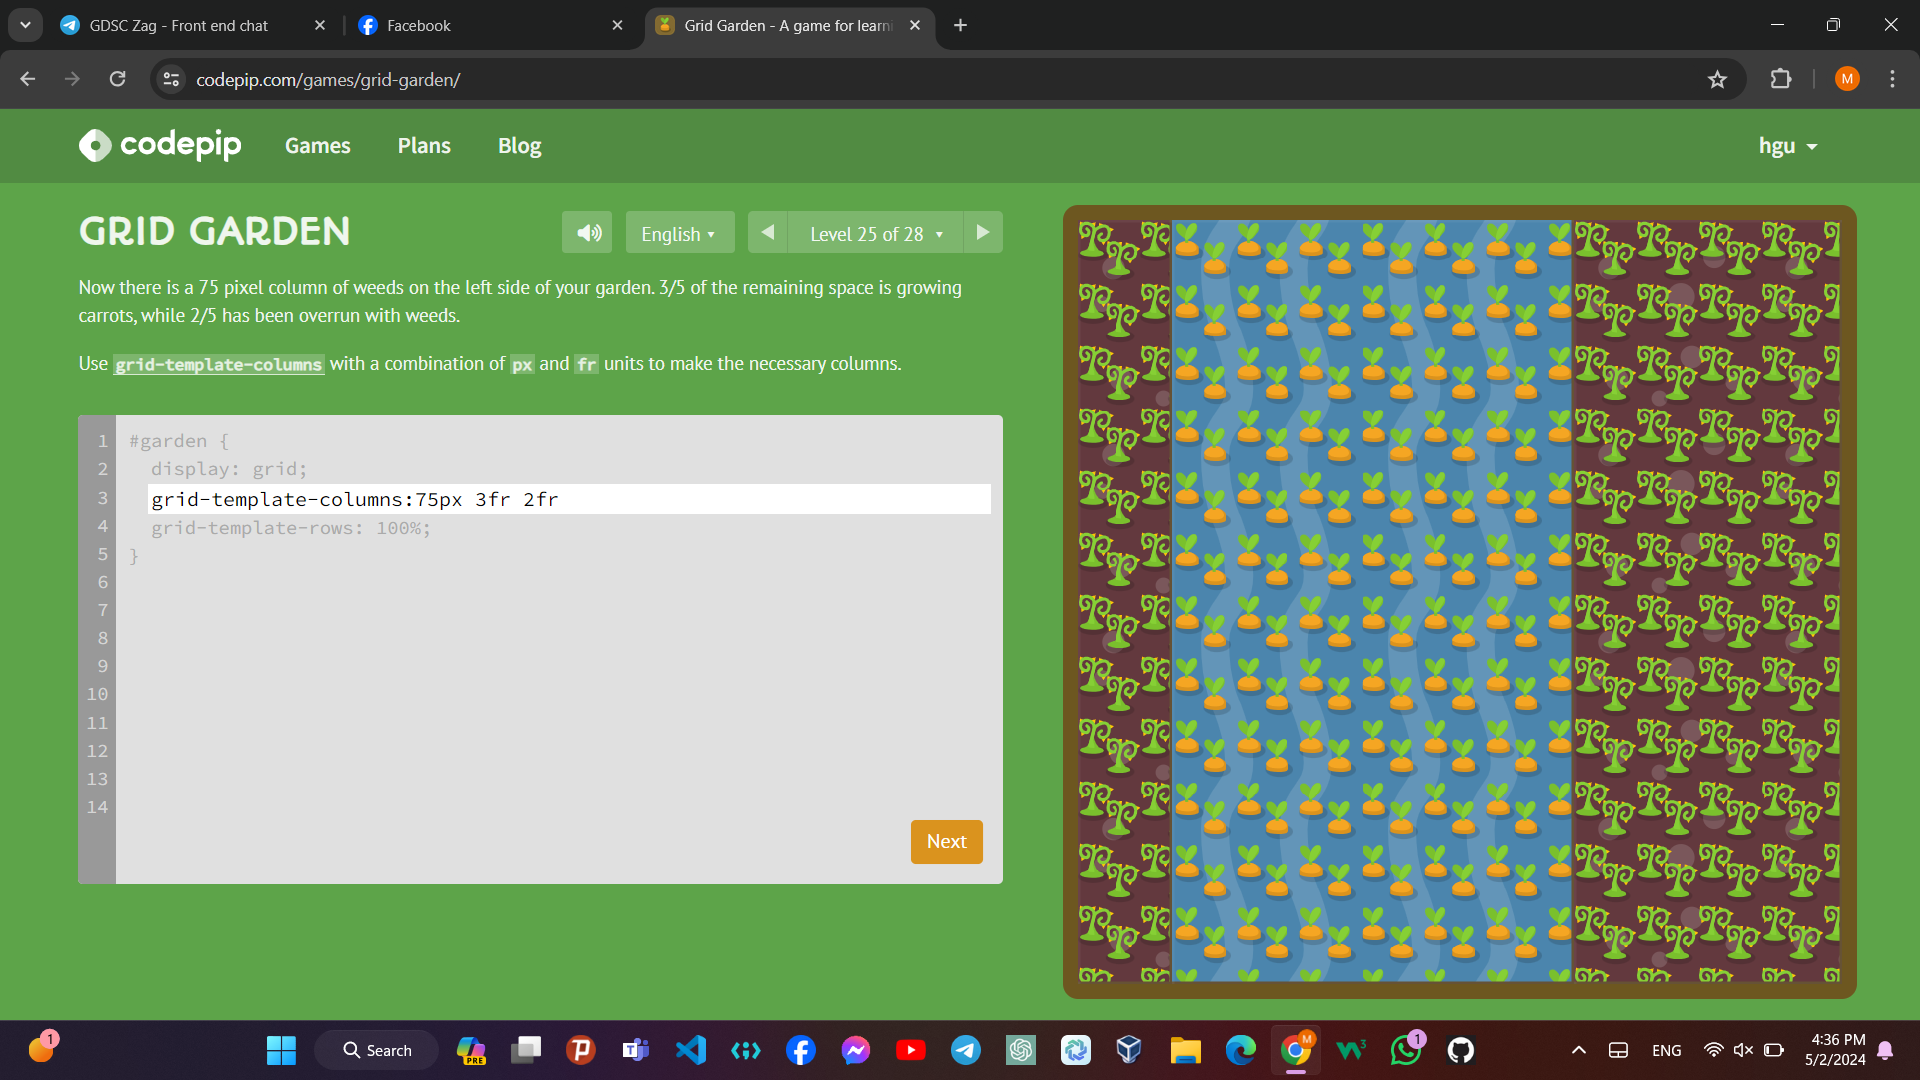 GDSC Zag - Front end chat
Facebook
Grid Garden - A game for learni
codepip.com/games/grid-garden/
M
codepip
Games
Plans
Blog
hgu
GRID GARDEN
English
Level 25 of 28
Now there is a 75 pixel column of weeds on the left side of your garden. 3/5 of the remaining space is growing
carrots, while 2/5 has been overrun with weeds.
Use grid-template-columns with a combination of px and fr units to make the necessary columns.
1 #garden {
2 display: grid;
3 grid-template-columns:75px 3fr 2fr
4 grid-template-rows: 100%;
5 }
6
7
8
9
10
11
12
13
14
Next
1
Search
PRE
M
1
ENG
4:36 PM
5/2/2024